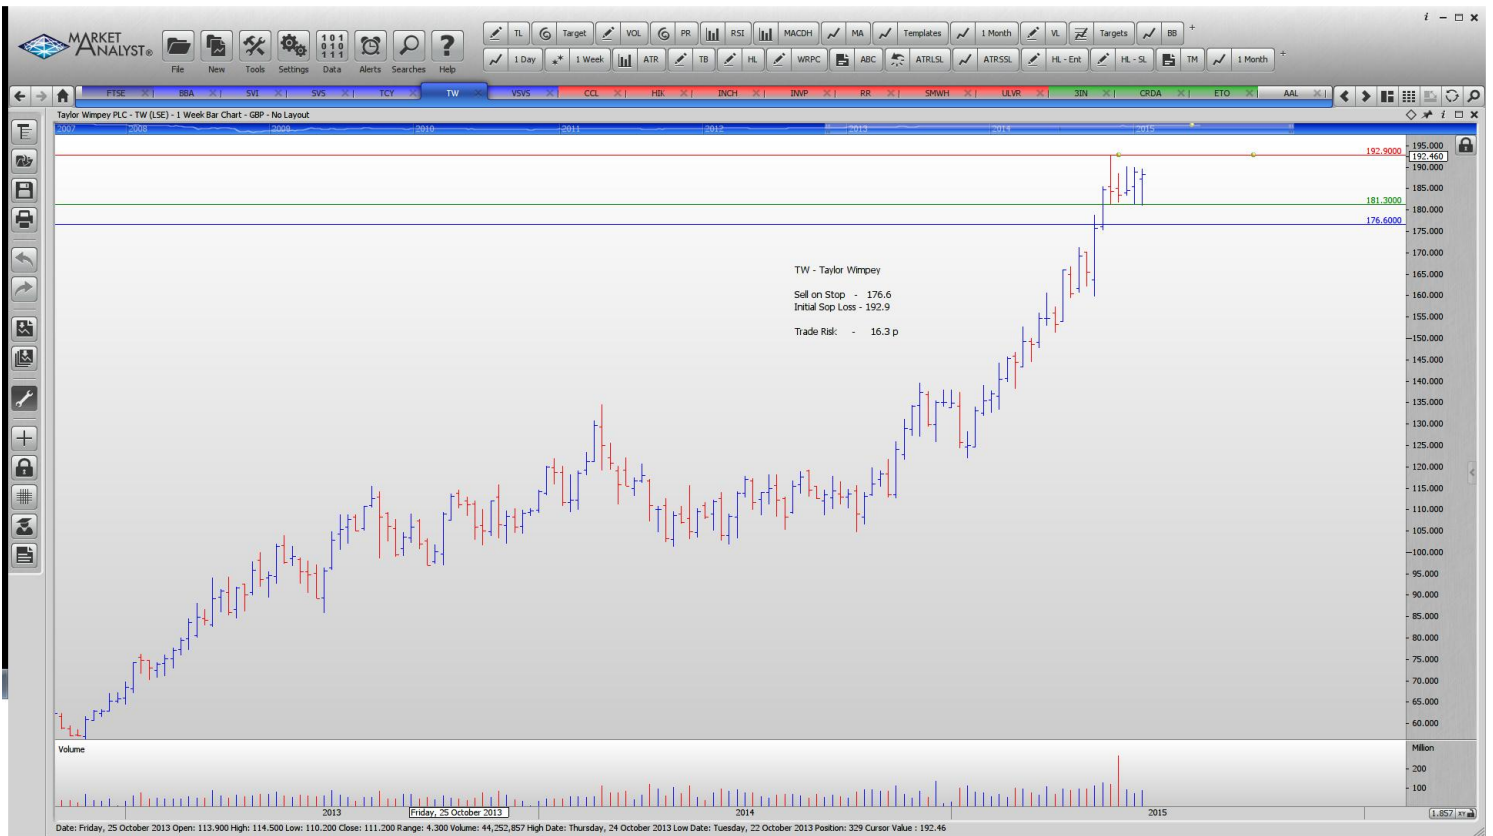 MARKET
ANALYST®
File New Tools Settings Data Alerts Searches Help
TL Target VOL PR RSI MACDH MA Templates 1 Month VL Targets BB +
1 Day 1 Week ATR TB HL WRPC ABC ATRLSL ATRSSL HL - Ent HL - SL TM 1 Month +
FTSE BBA SVI SVS TCY TW VSVS CCL HIK INCH INVP RR SMWH ULVR 3IN CRDA ETO AAL
Taylor Wimpey PLC - TW (LSE) - 1 Week Bar Chart - GBP - No Layout
2007 2008 2009 2010 2011 2012 2013 2014 2015
195.000
192.9000
192.460
190.000
185.000
181.3000
180.000
176.6000
175.000
170.000
TW - Taylor Wimpey
165.000
Sell on Stop - 176.6
160.000
Initial Sop Loss - 192.9
155.000
Trade Risk - 16.3 p
150.000
145.000
140.000
135.000
130.000
125.000
120.000
115.000
110.000
105.000
100.000
95.000
90.000
85.000
80.000
75.000
70.000
65.000
60.000
Volume
Million
200
100
2013 Friday, 25 October 2013 2014 2015
1.857 XY
Date: Friday, 25 October 2013 Open: 113.900 High: 114.500 Low: 110.200 Close: 111.200 Range: 4.300 Volume: 44,252,857 High Date: Thursday, 24 October 2013 Low Date: Tuesday, 22 October 2013 Position: 329 Cursor Value : 192.46